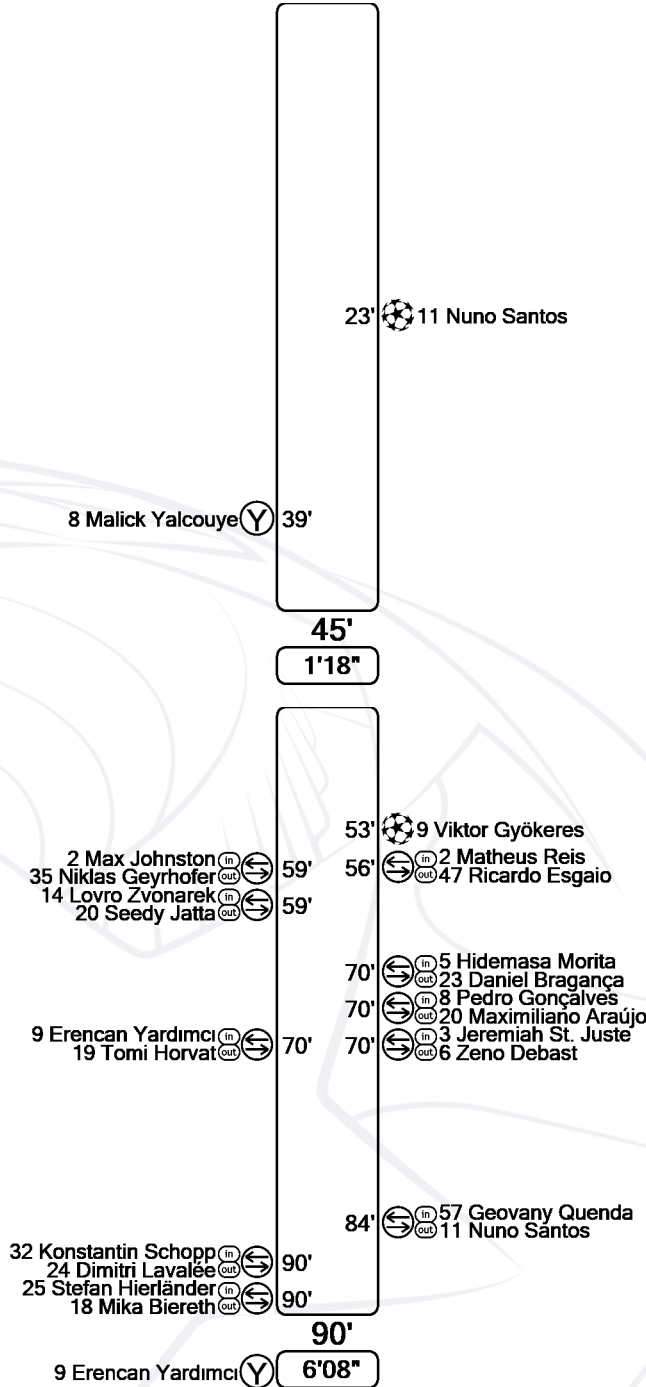 23' 11 Nuno Santos
8 Malick Yalcouye Y 39'
45'
1'18"
53' 9 Viktor Gyökeres
2 Max Johnston in
35 Niklas Geyrhofer out
59'
56'
in 2 Matheus Reis
out 47 Ricardo Esgaio
14 Lovro Zvonarek in
20 Seedy Jatta out
59'
70'
in 5 Hidemasa Morita
out 23 Daniel Bragança
70'
in 8 Pedro Gonçalves
out 20 Maximiliano Araújo
9 Erencan Yardımcı in
19 Tomi Horvat out
70'
70'
in 3 Jeremiah St. Juste
out 6 Zeno Debast
84'
in 57 Geovany Quenda
out 11 Nuno Santos
32 Konstantin Schopp in
24 Dimitri Lavalée out
90'
25 Stefan Hierländer in
18 Mika Biereth out
90'
90'
9 Erencan Yardımcı Y 6'08"